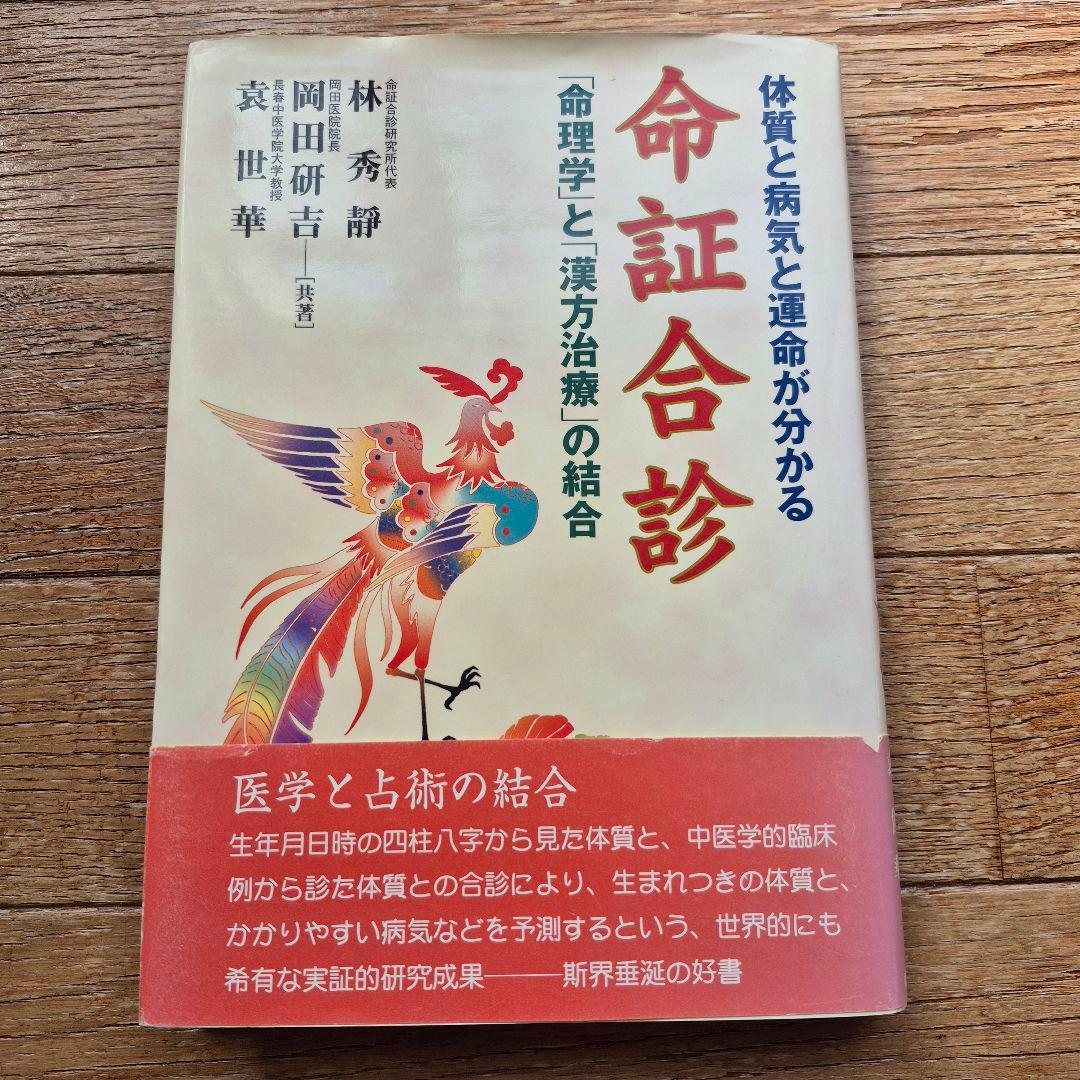 体質と病気と運命が分かる
命証合診
「命理学」と「漢方治療」の結合
命証合診研究所代表
林 秀靜
岡田医院院長
岡田研吉──[共著]
長春中医学院大学教授
袁 世華
医学と占術の結合
生年月日時の四柱八字から見た体質と、中医学的臨床
例から診た体質との合診により、生まれつきの体質と、
かかりやすい病気などを予測するという、世界的にも
希有な実証的研究成果───斯界垂涎の好書